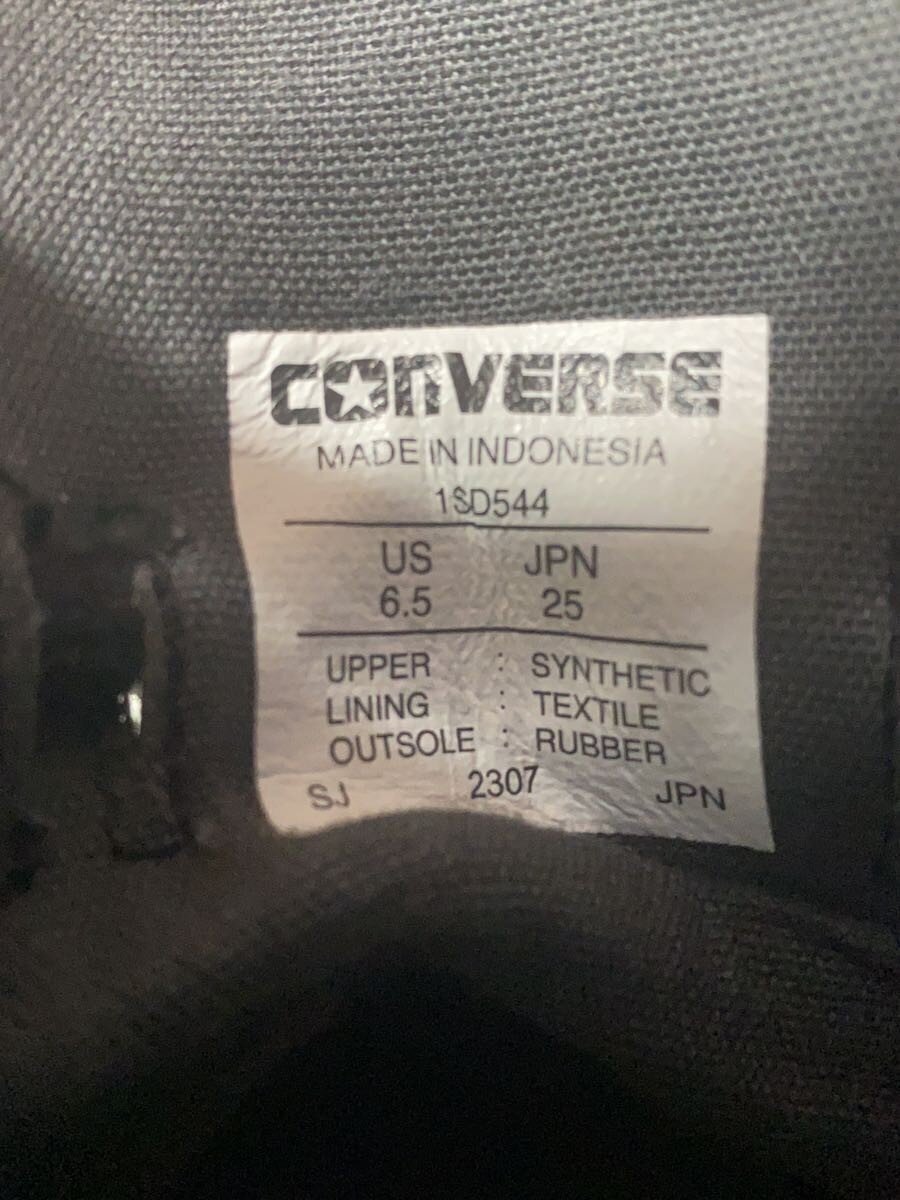 CONVERSE
MADE IN INDONESIA
1SD544
US JPN
6.5 25
UPPER : SYNTHETIC
LINING : TEXTILE
OUTSOLE : RUBBER
SJ 2307 JPN